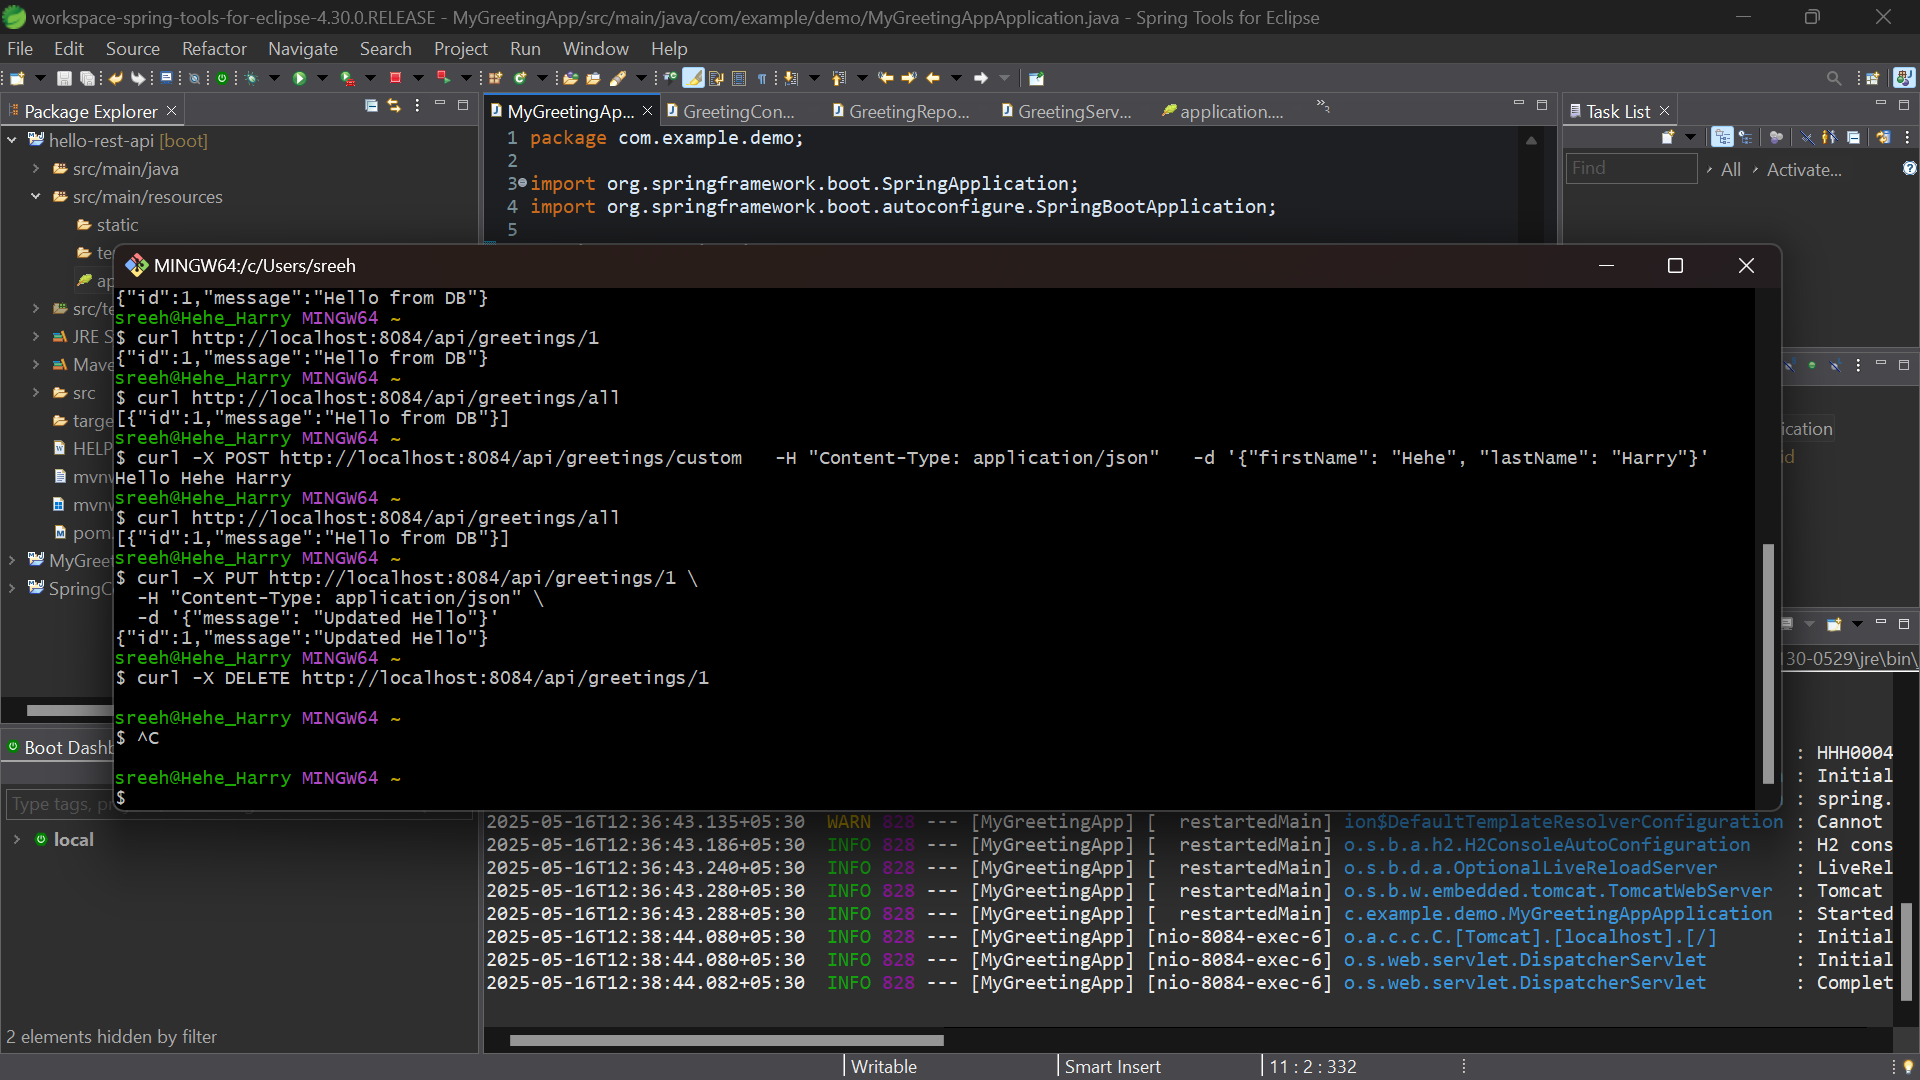 workspace-spring-tools-for-eclipse-4.30.0.RELEASE - MyGreetingApp/src/main/java/com/example/demo/MyGreetingAppApplication.java - Spring Tools for Eclipse
File Edit Source Refactor Navigate Search Project Run Window Help
Package Explorer
hello-rest-api [boot]
src/main/java
src/main/resources
static
te
ap
src/te
JRE S
Mave
src
targe
HELP
mvnw
mvnw
pom.
MyGreet
SpringC
MyGreetingAp... GreetingCon... GreetingRepo... GreetingServ... application.... »3
1 package com.example.demo;
2
3 import org.springframework.boot.SpringApplication;
4 import org.springframework.boot.autoconfigure.SpringBootApplication;
5
Task List
Find All Activate...
MINGW64:/c/Users/sreeh
{"id":1,"message":"Hello from DB"}
sreeh@Hehe_Harry MINGW64 ~
$ curl http://localhost:8084/api/greetings/1
{"id":1,"message":"Hello from DB"}
sreeh@Hehe_Harry MINGW64 ~
$ curl http://localhost:8084/api/greetings/all
[{"id":1,"message":"Hello from DB"}]
sreeh@Hehe_Harry MINGW64 ~
$ curl -X POST http://localhost:8084/api/greetings/custom   -H "Content-Type: application/json"   -d '{"firstName": "Hehe", "lastName": "Harry"}'
Hello Hehe Harry
sreeh@Hehe_Harry MINGW64 ~
$ curl http://localhost:8084/api/greetings/all
[{"id":1,"message":"Hello from DB"}]
sreeh@Hehe_Harry MINGW64 ~
$ curl -X PUT http://localhost:8084/api/greetings/1 \
-H "Content-Type: application/json" \
-d '{"message": "Updated Hello"}'
{"id":1,"message":"Updated Hello"}
sreeh@Hehe_Harry MINGW64 ~
$ curl -X DELETE http://localhost:8084/api/greetings/1
sreeh@Hehe_Harry MINGW64 ~
$ ^C
sreeh@Hehe_Harry MINGW64 ~
$
ication
id
30-0529\jre\bin\
: HHH0004
: Initial
: spring.
Boot Dashb
Type tags, pr
local
2 elements hidden by filter
2025-05-16T12:36:43.135+05:30 WARN 828 --- [MyGreetingApp] [ restartedMain] ion$DefaultTemplateResolverConfiguration : Cannot
2025-05-16T12:36:43.186+05:30 INFO 828 --- [MyGreetingApp] [ restartedMain] o.s.b.a.h2.H2ConsoleAutoConfiguration : H2 cons
2025-05-16T12:36:43.240+05:30 INFO 828 --- [MyGreetingApp] [ restartedMain] o.s.b.d.a.OptionalLiveReloadServer : LiveRel
2025-05-16T12:36:43.280+05:30 INFO 828 --- [MyGreetingApp] [ restartedMain] o.s.b.w.embedded.tomcat.TomcatWebServer : Tomcat
2025-05-16T12:36:43.288+05:30 INFO 828 --- [MyGreetingApp] [ restartedMain] c.example.demo.MyGreetingAppApplication : Started
2025-05-16T12:38:44.080+05:30 INFO 828 --- [MyGreetingApp] [nio-8084-exec-6] o.a.c.c.C.[Tomcat].[localhost].[/] : Initial
2025-05-16T12:38:44.080+05:30 INFO 828 --- [MyGreetingApp] [nio-8084-exec-6] o.s.web.servlet.DispatcherServlet : Initial
2025-05-16T12:38:44.082+05:30 INFO 828 --- [MyGreetingApp] [nio-8084-exec-6] o.s.web.servlet.DispatcherServlet : Complet
Writable Smart Insert 11 : 2 : 332